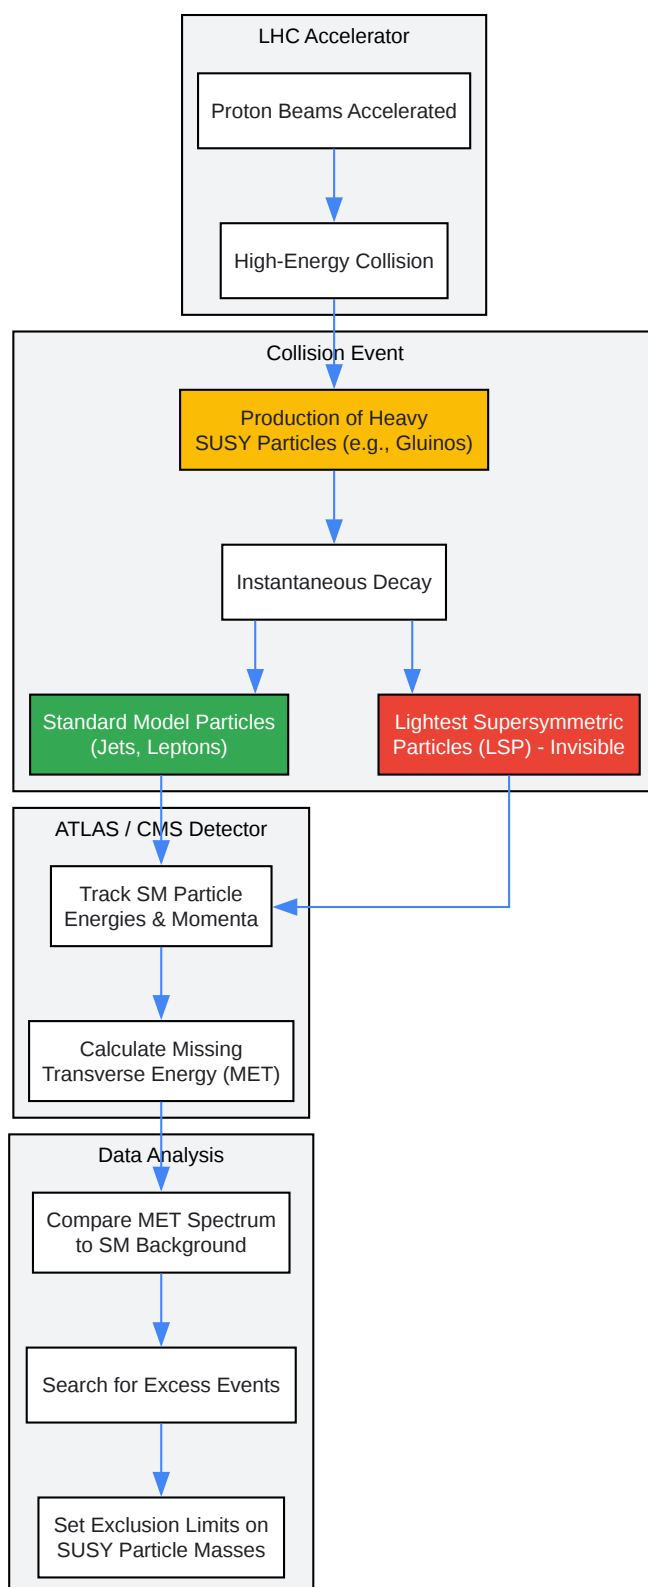 LHC Accelerator
Proton Beams Accelerated
High-Energy Collision
Collision Event
Production of Heavy
SUSY Particles (e.g., Gluinos)
Instantaneous Decay
Standard Model Particles
(Jets, Leptons)
Lightest Supersymmetric
Particles (LSP) - Invisible
ATLAS / CMS Detector
Track SM Particle
Energies & Momenta
Calculate Missing
Transverse Energy (MET)
Data Analysis
Compare MET Spectrum
to SM Background
Search for Excess Events
Set Exclusion Limits on
SUSY Particle Masses